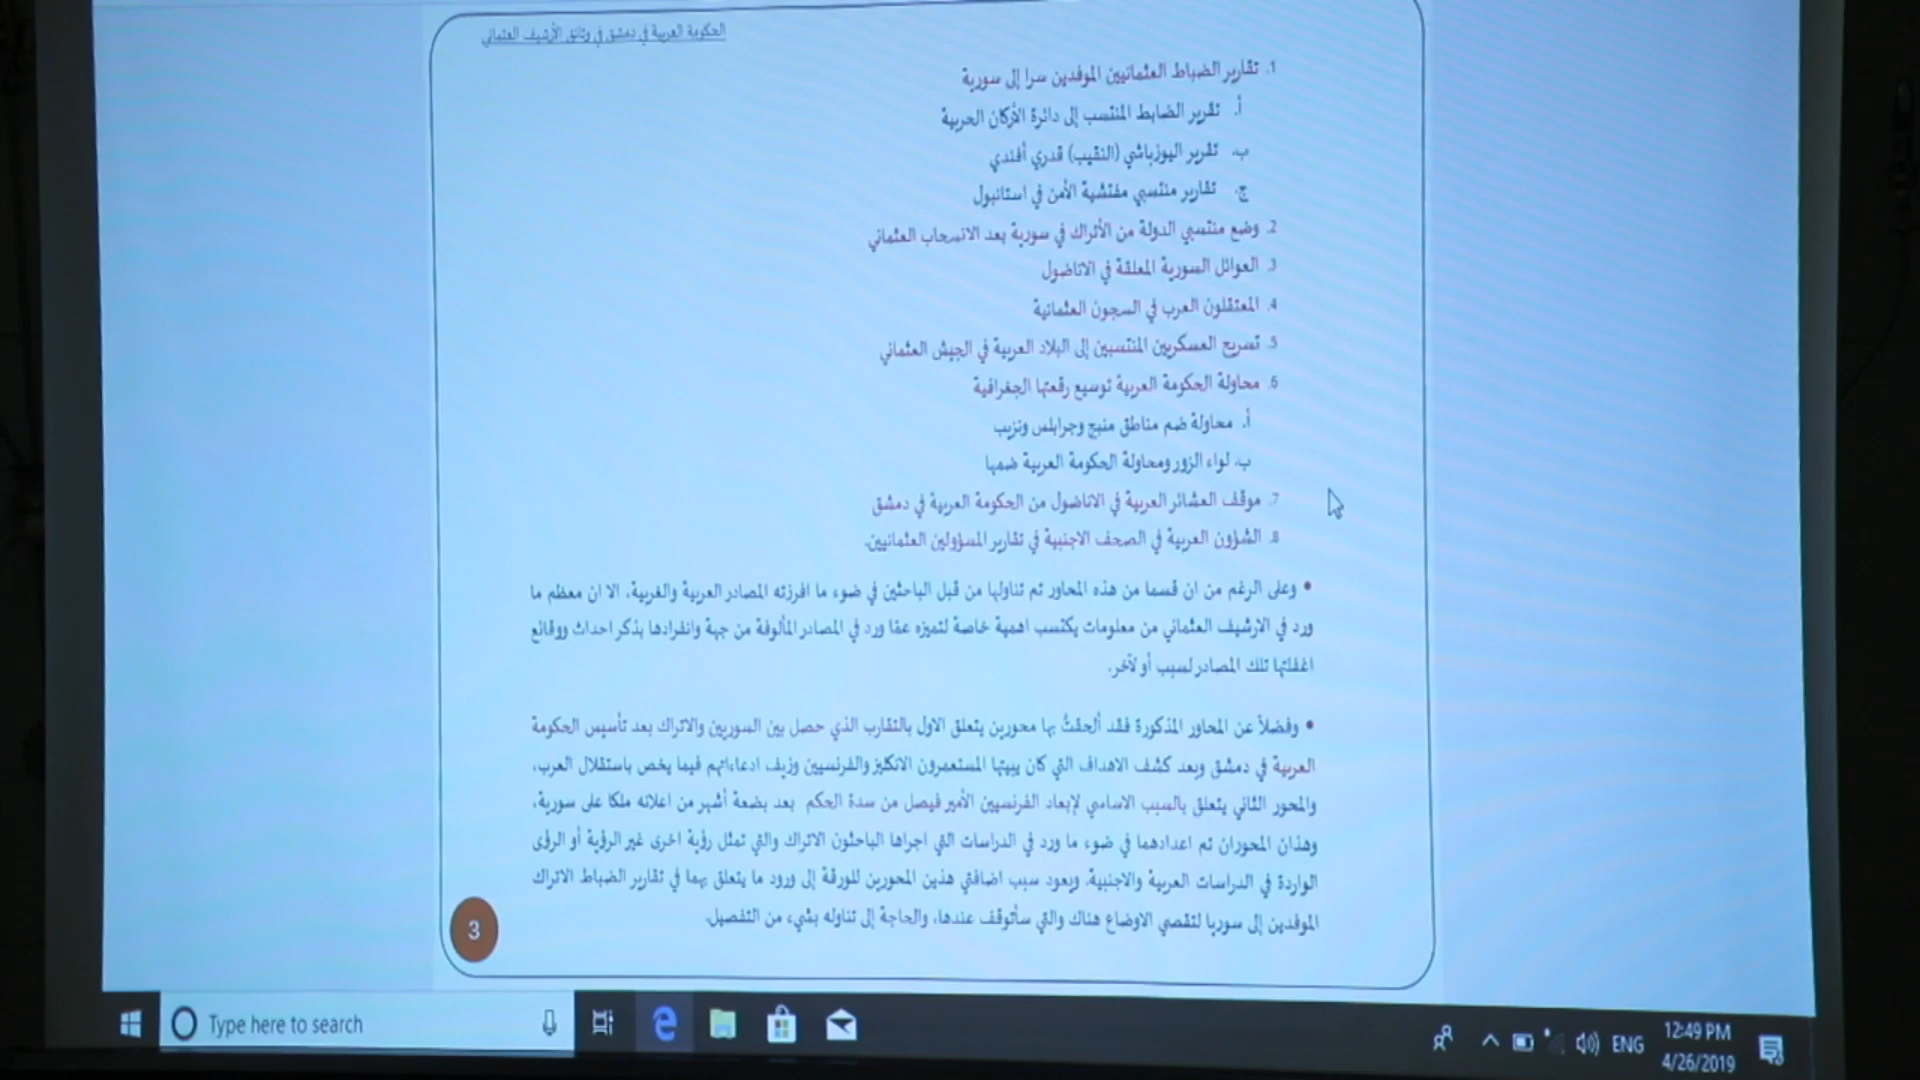 الحكومة العربية في دمشق في وثائق الأرشيف العثماني
1. تقارير الضباط العثمانيين الموفدين سرا إلى سورية
أ. تقرير الضابط المنتسب إلى دائرة الأركان الحربية
ب. تقرير اليوزباشي (النقيب) قدري أفندي
ج. تقارير منتسبي مفتشية الأمن في استانبول
2. وضع منتسبي الدولة من الأتراك في سورية بعد الانسحاب العثماني
3. العوائل السورية المعلقة في الاناضول
4. المعتقلون العرب في السجون العثمانية
5. تسريح العسكريين المنتسبين إلى البلاد العربية في الجيش العثماني
6. محاولة الحكومة العربية توسيع رقعتها الجغرافية
أ. محاولة ضم مناطق منبج وجرابلس ونزيب
ب. لواء الزور ومحاولة الحكومة العربية ضمها
7. موقف العشائر العربية في الاناضول من الحكومة العربية في دمشق
8. الشؤون العربية في الصحف الاجنبية في تقارير المسؤولين العثمانيين.
• وعلى الرغم من ان قسما من هذه المحاور تم تناولها من قبل الباحثين في ضوء ما افرزته المصادر العربية والغربية، الا ان معظم ما
ورد في الارشيف العثماني من معلومات يكتسب اهمية خاصة لتميزه عمّا ورد في المصادر المألوفة من جهة وانفرادها بذكر احداث ووقائع
اغفلتها تلك المصادر لسبب أو لآخر.
• وفضلاً عن المحاور المذكورة فقد ألحقتُ بها محورين يتعلق الاول بالتقارب الذي حصل بين السوريين والاتراك بعد تأسيس الحكومة
العربية في دمشق وبعد كشف الاهداف التي كان يبيتها المستعمرون الانكليز والفرنسيين وزيف ادعاءاتهم فيما يخص باستقلال العرب،
والمحور الثاني يتعلق بالسبب الاساسي لإبعاد الفرنسيين الأمير فيصل من سدة الحكم بعد بضعة أشهر من اعلانه ملكا على سورية،
وهذان المحوران تم اعدادهما في ضوء ما ورد في الدراسات التي اجراها الباحثون الاتراك والتي تمثل رؤية اخرى غير الرؤية أو الرؤى
الواردة في الدراسات العربية والاجنبية. ويعود سبب اضافتي هذين المحورين للورقة إلى ورود ما يتعلق بهما في تقارير الضباط الاتراك
الموفدين إلى سوريا لتقصي الاوضاع هناك والتي سأتوقف عندها، والحاجة إلى تناوله بشيء من التفصيل.
3
Type here to search
ENG
12:49 PM
4/26/2019